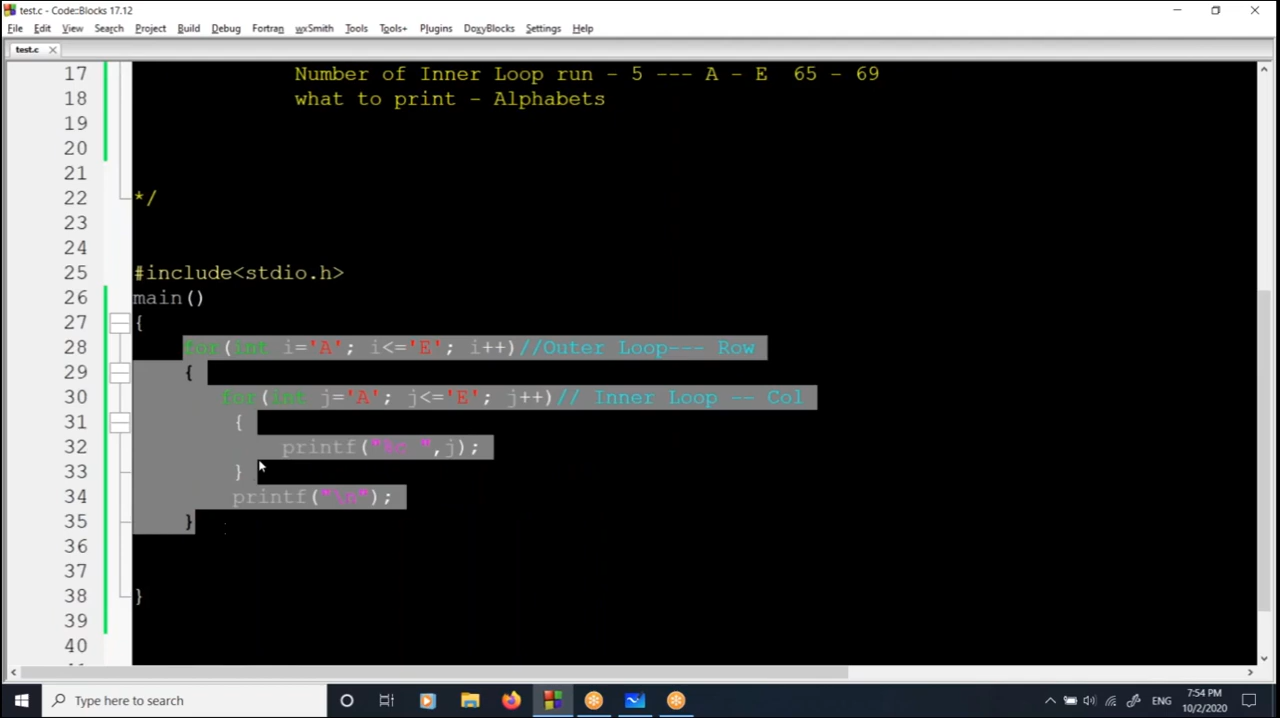 test.c - Code::Blocks 17.12
File Edit View Search Project Build Debug Fortran wxSmith Tools Tools+ Plugins DoxyBlocks Settings Help
test.c
17 Number of Inner Loop run - 5 --- A - E 65 - 69
18 what to print - Alphabets
19
20
21
22 */
23
24
25 #include<stdio.h>
26 main()
27 {
28 for(int i='A'; i<='E'; i++)//Outer Loop--- Row
29 {
30 for(int j='A'; j<='E'; j++)// Inner Loop -- Col
31 {
32 printf("%c ",j);
33 }
34 printf("\n");
35 }
36
37
38 }
39
40
Type here to search
ENG
7:54 PM
10/2/2020